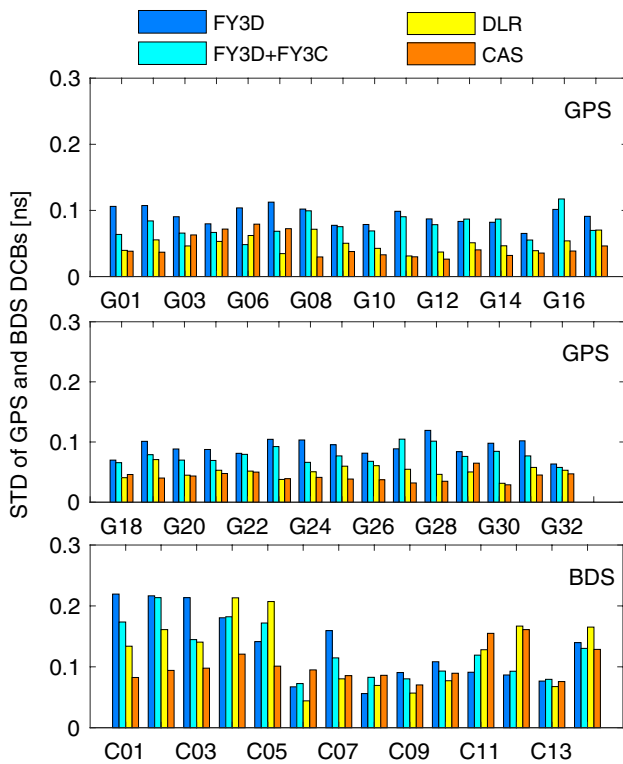 FY3D DLR
FY3D+FY3C CAS
STD of GPS and BDS DCBs [ns]
0.3
GPS
0.2
0.1
0
G01 G03 G06 G08 G10 G12 G14 G16
0.3
GPS
0.2
0.1
0
G18 G20 G22 G24 G26 G28 G30 G32
0.3
BDS
0.2
0.1
0
C01 C03 C05 C07 C09 C11 C13